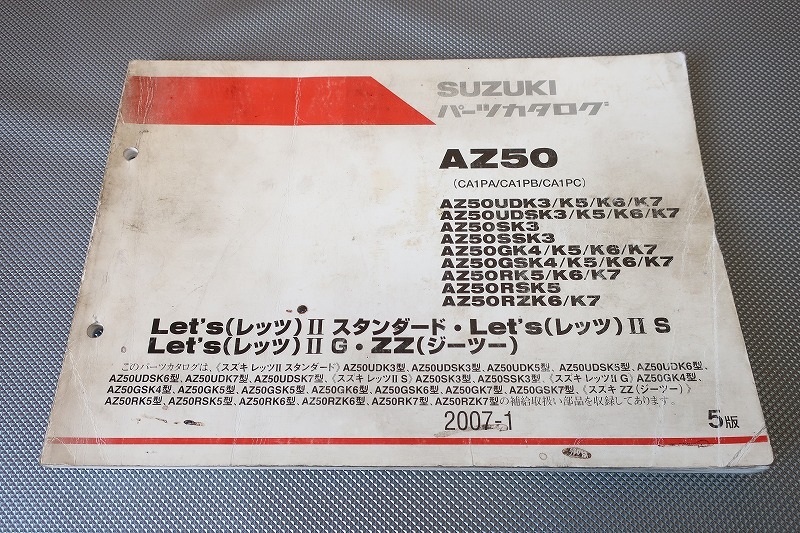 SUZUKI
パーツカタログ
AZ50
(CA1PA/CA1PB/CA1PC)
AZ50UDK3/K5/K6/K7
AZ50UDSK3/K5/K6/K7
AZ50SK3
AZ50SSK3
AZ50GK4/K5/K6/K7
AZ50GSK4/K5/K6/K7
AZ50RK5/K6/K7
AZ50RSK5
AZ50RZK6/K7
Let's(レッツ)II スタンダード・Let's(レッツ)II S
Let's(レッツ)II G・ZZ(ジーツー)
このパーツカタログは、《スズキ レッツII スタンダード》AZ50UDK3型、AZ50UDSK3型、AZ50UDK5型、AZ50UDSK5型、AZ50UDK6型、
AZ50UDSK6型、AZ50UDK7型、AZ50UDSK7型、《スズキ レッツII S》AZ50SK3型、AZ50SSK3型、《スズキ レッツII G》AZ50GK4型、
AZ50GSK4型、AZ50GK5型、AZ50GSK5型、AZ50GK6型、AZ50GSK6型、AZ50GK7型、AZ50GSK7型、《スズキ ZZ(ジーツー)》
AZ50RK5型、AZ50RSK5型、AZ50RK6型、AZ50RZK6型、AZ50RK7型、AZ50RZK7型の補給収扱い部品を収録してあります。
2007-1
5版